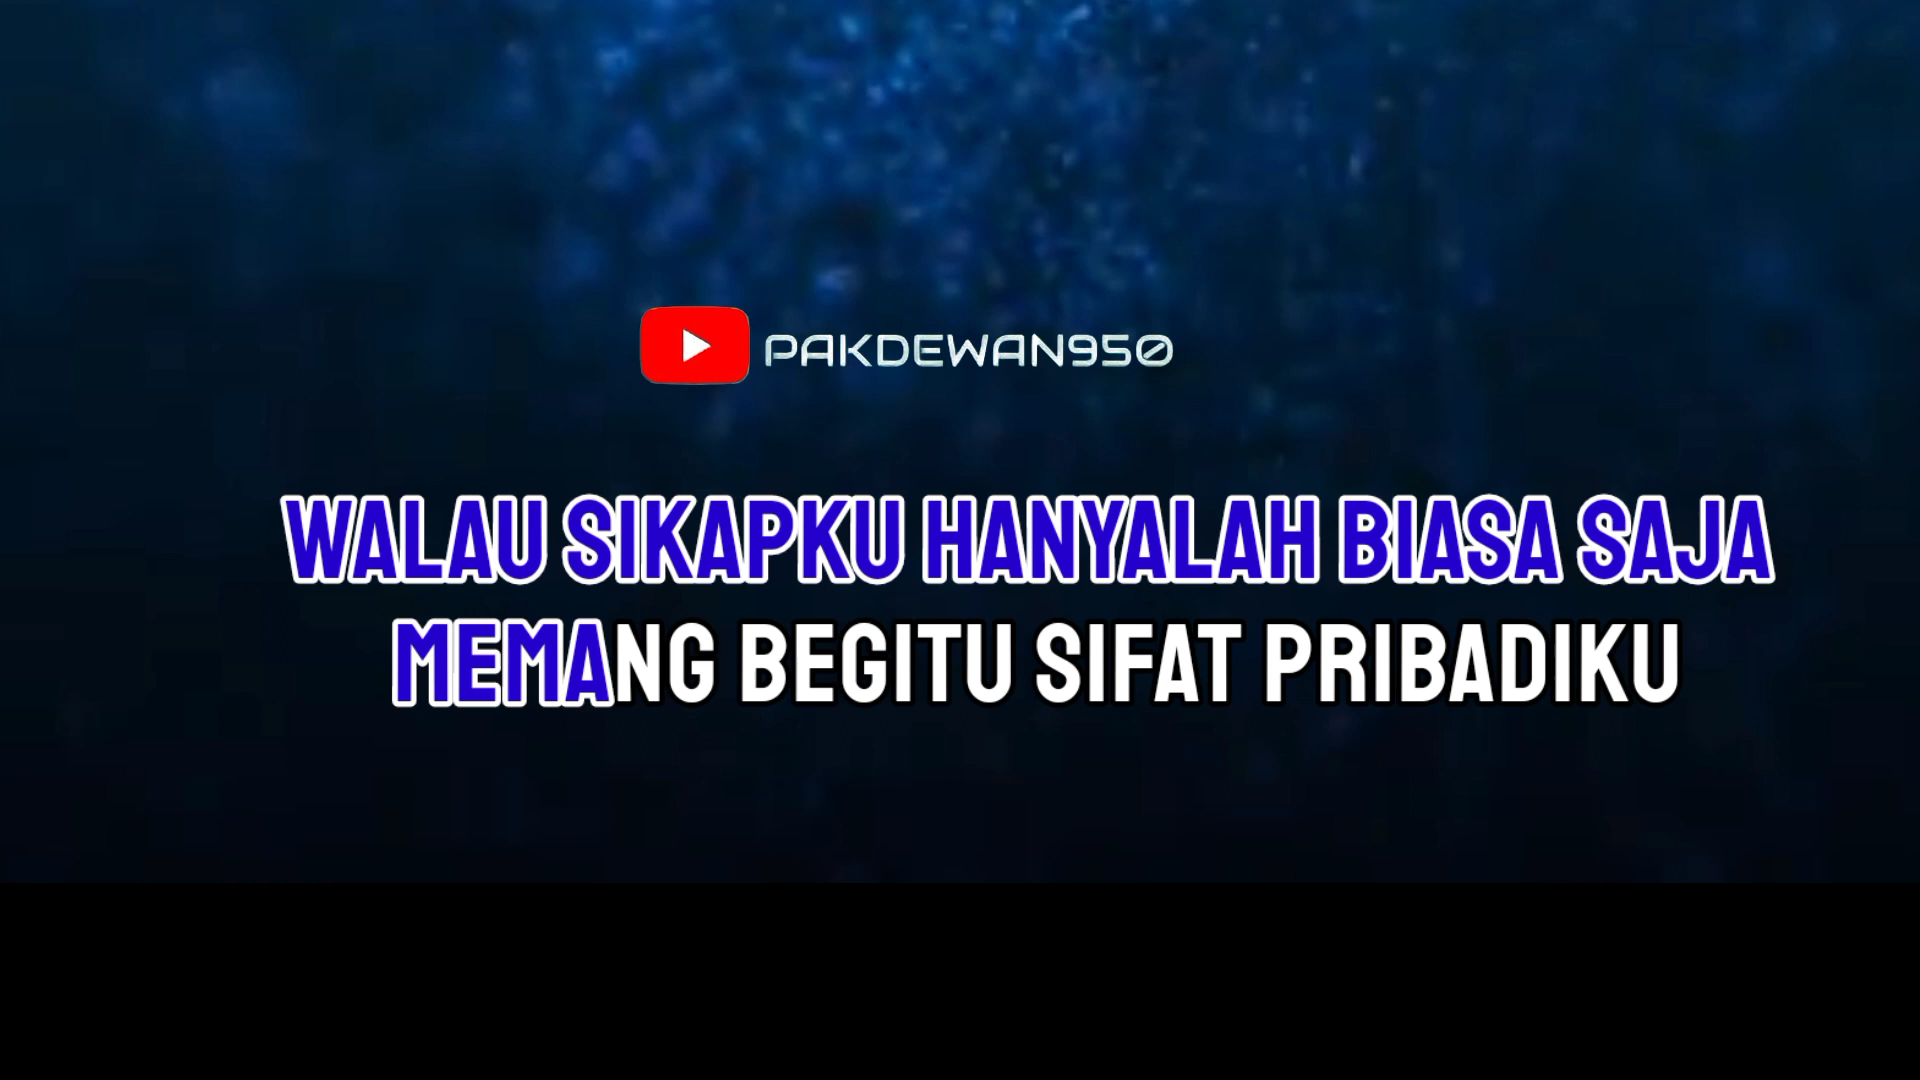 PAKDEWAN950
WALAU SIKAPKU HANYALAH BIASA SAJA
MEMANG BEGITU SIFAT PRIBADIKU